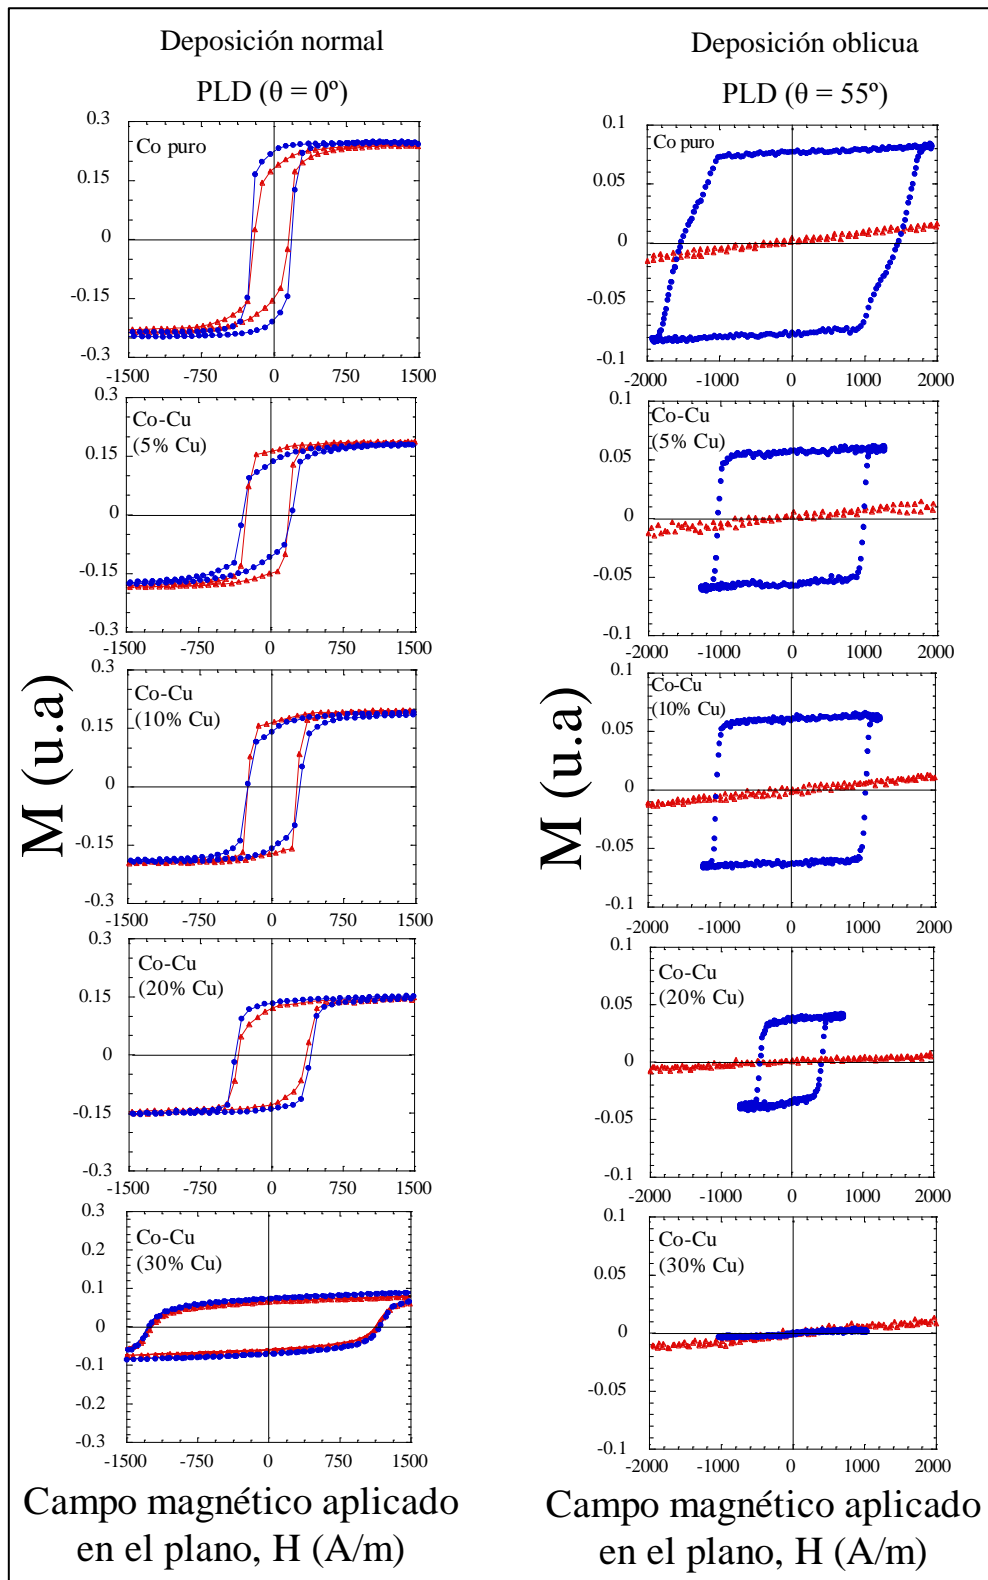 Deposición normal
PLD (θ = 0º)
Co puro
0.3
0.15
0
-0.15
-0.3
-1500 -750 0 750 1500
Co-Cu
(5% Cu)
0.3
0.15
0
-0.15
-0.3
-1500 -750 0 750 1500
Co-Cu
(10% Cu)
0.3
0.15
0
-0.15
-0.3
-1500 -750 0 750 1500
Co-Cu
(20% Cu)
0.3
0.15
0
-0.15
-0.3
-1500 -750 0 750 1500
Co-Cu
(30% Cu)
0.3
0.2
0.1
0
-0.1
-0.2
-0.3
-1500 -750 0 750 1500
M (u.a)
Campo magnético aplicado
en el plano, H (A/m)
Deposición oblicua
PLD (θ = 55º)
Co puro
0.1
0.05
0
-0.05
-0.1
-2000 -1000 0 1000 2000
Co-Cu
(5% Cu)
0.1
0.05
0
-0.05
-0.1
-2000 -1000 0 1000 2000
Co-Cu
(10% Cu)
0.1
0.05
0
-0.05
-0.1
-2000 -1000 0 1000 2000
Co-Cu
(20% Cu)
0.1
0.05
0
-0.05
-0.1
-2000 -1000 0 1000 2000
Co-Cu
(30% Cu)
0.1
0.05
0
-0.05
-0.1
-2000 -1000 0 1000 2000
M (u.a)
Campo magnético aplicado
en el plano, H (A/m)